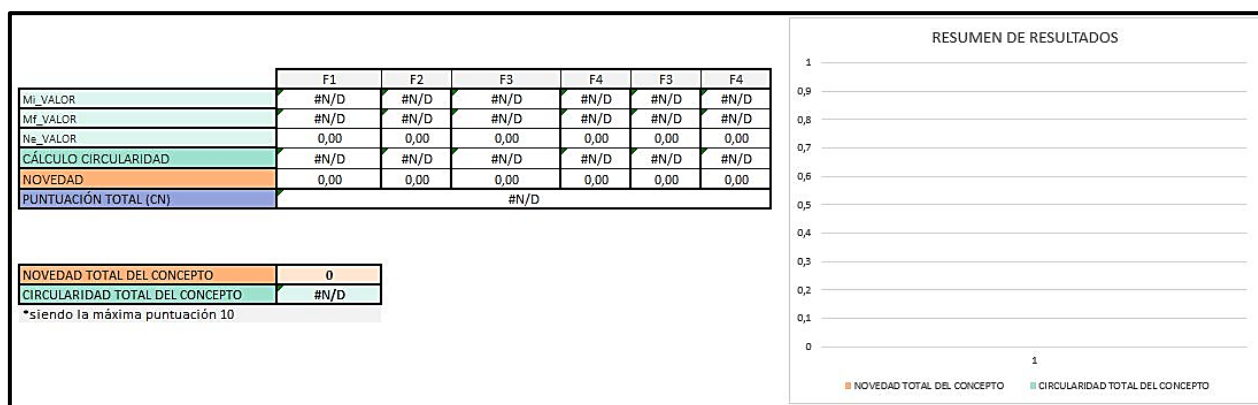 F1 F2 F3 F4 F3 F4
Mi_VALOR #N/D #N/D #N/D #N/D #N/D #N/D
Mf_VALOR #N/D #N/D #N/D #N/D #N/D #N/D
Ne_VALOR 0,00 0,00 0,00 0,00 0,00 0,00
CÁLCULO CIRCULARIDAD #N/D #N/D #N/D #N/D #N/D #N/D
NOVEDAD 0,00 0,00 0,00 0,00 0,00 0,00
PUNTUACIÓN TOTAL (CN) #N/D
NOVEDAD TOTAL DEL CONCEPTO 0
CIRCULARIDAD TOTAL DEL CONCEPTO #N/D
*siendo la máxima puntuación 10
RESUMEN DE RESULTADOS
1
0,9
0,8
0,7
0,6
0,5
0,4
0,3
0,2
0,1
0
1
NOVEDAD TOTAL DEL CONCEPTO CIRCULARIDAD TOTAL DEL CONCEPTO